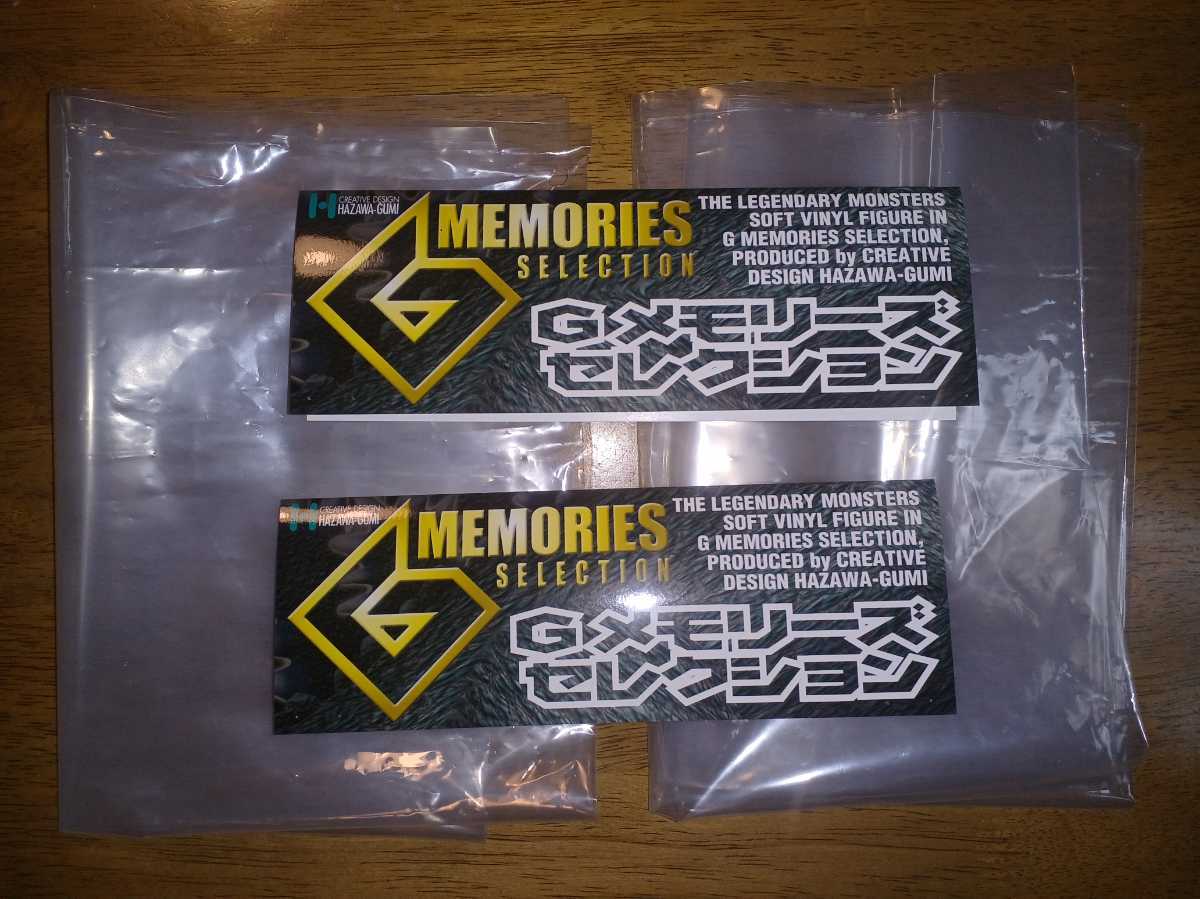 CREATIVE DESIGN
HAZAWA-GUMI
G
MEMORIES
SELECTION
THE LEGENDARY MONSTERS
SOFT VINYL FIGURE IN
G MEMORIES SELECTION,
PRODUCED by CREATIVE
DESIGN HAZAWA-GUMI
Gメモリーズ
セレクション
CREATIVE DESIGN
HAZAWA-GUMI
G
MEMORIES
SELECTION
THE LEGENDARY MONSTERS
SOFT VINYL FIGURE IN
G MEMORIES SELECTION,
PRODUCED by CREATIVE
DESIGN HAZAWA-GUMI
Gメモリーズ
セレクション